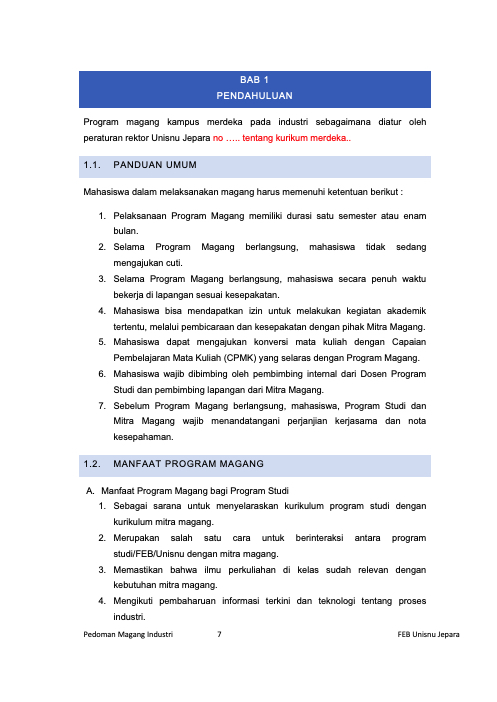 BAB 1
PENDAHULUAN
Program magang kampus merdeka pada industri sebagaimana diatur oleh
peraturan rektor Unisnu Jepara no ….. tentang kurikum merdeka..
1.1. PANDUAN UMUM
Mahasiswa dalam melaksanakan magang harus memenuhi ketentuan berikut :
1. Pelaksanaan Program Magang memiliki durasi satu semester atau enam
bulan.
2. Selama Program Magang berlangsung, mahasiswa tidak sedang
mengajukan cuti.
3. Selama Program Magang berlangsung, mahasiswa secara penuh waktu
bekerja di lapangan sesuai kesepakatan.
4. Mahasiswa bisa mendapatkan izin untuk melakukan kegiatan akademik
tertentu, melalui pembicaraan dan kesepakatan dengan pihak Mitra Magang.
5. Mahasiswa dapat mengajukan konversi mata kuliah dengan Capaian
Pembelajaran Mata Kuliah (CPMK) yang selaras dengan Program Magang.
6. Mahasiswa wajib dibimbing oleh pembimbing internal dari Dosen Program
Studi dan pembimbing lapangan dari Mitra Magang.
7. Sebelum Program Magang berlangsung, mahasiswa, Program Studi dan
Mitra Magang wajib menandatangani perjanjian kerjasama dan nota
kesepahaman.
1.2. MANFAAT PROGRAM MAGANG
A. Manfaat Program Magang bagi Program Studi
1. Sebagai sarana untuk menyelaraskan kurikulum program studi dengan
kurikulum mitra magang.
2. Merupakan salah satu cara untuk berinteraksi antara program
studi/FEB/Unisnu dengan mitra magang.
3. Memastikan bahwa ilmu perkuliahan di kelas sudah relevan dengan
kebutuhan mitra magang.
4. Mengikuti pembaharuan informasi terkini dan teknologi tentang proses
industri.
Pedoman Magang Industri 7 FEB Unisnu Jepara